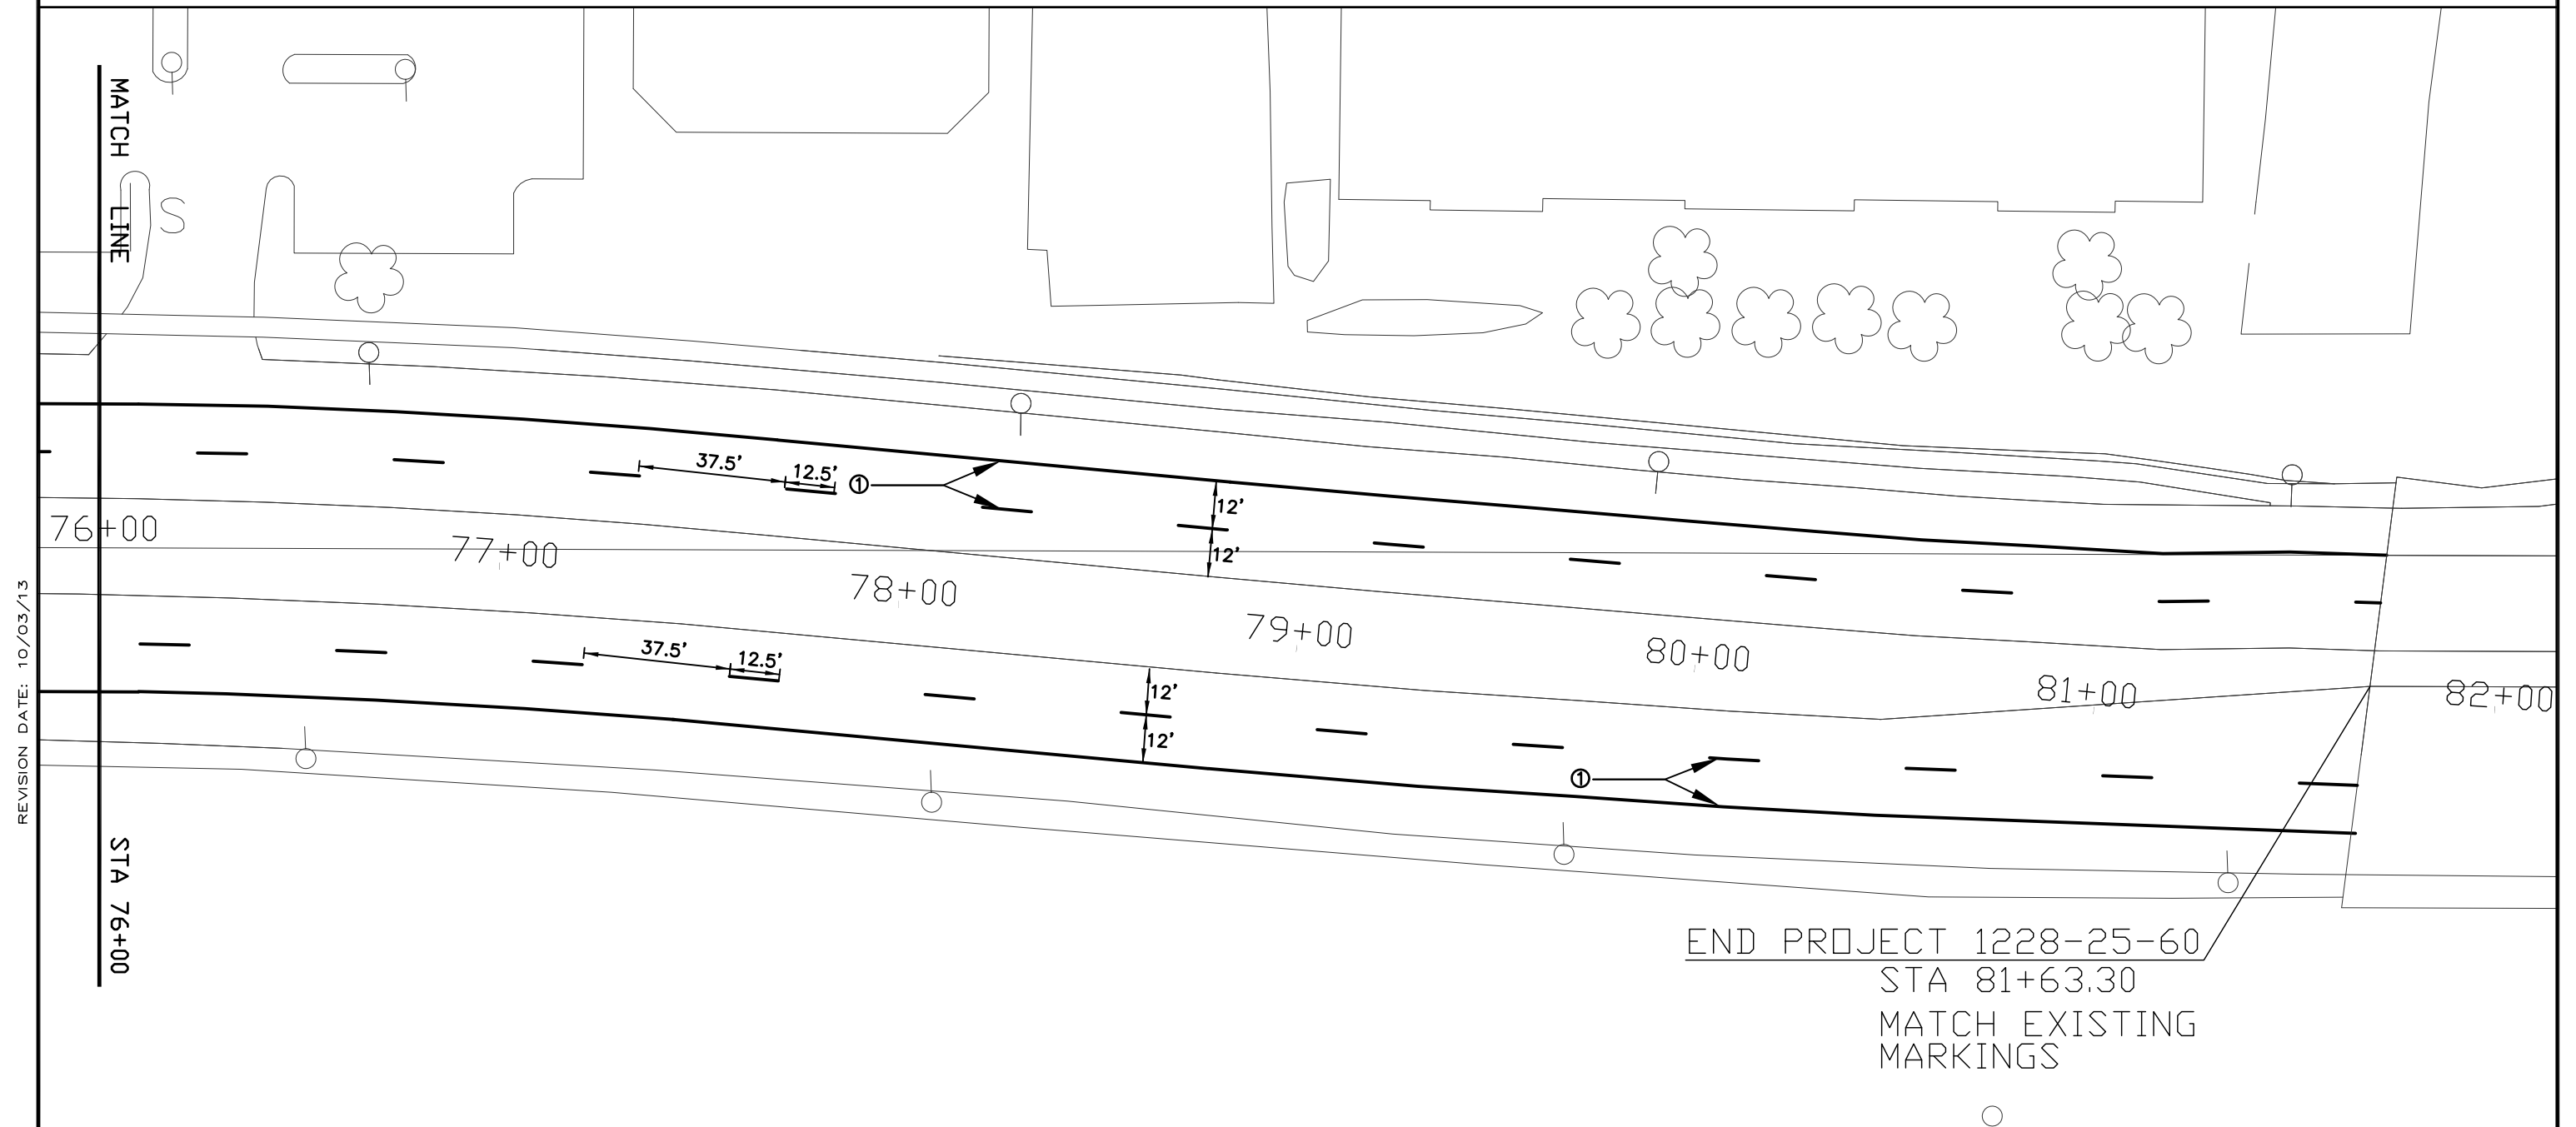 MATCH LINE
S
37.5'
12.5'
1
12'
12'
76+00
77+00
78+00
79+00
80+00
81+00
82+00
37.5'
12.5'
12'
12'
1
STA 76+00
REVISION DATE: 10/03/13
END PROJECT 1228-25-60
STA 81+63.30
MATCH EXISTING
MARKINGS